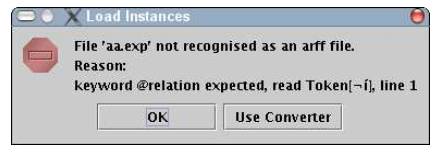 Load Instances
File 'aa.exp' not recognised as an arff file.
Reason:
keyword @relation expected, read Token[¬í], line 1
OK
Use Converter